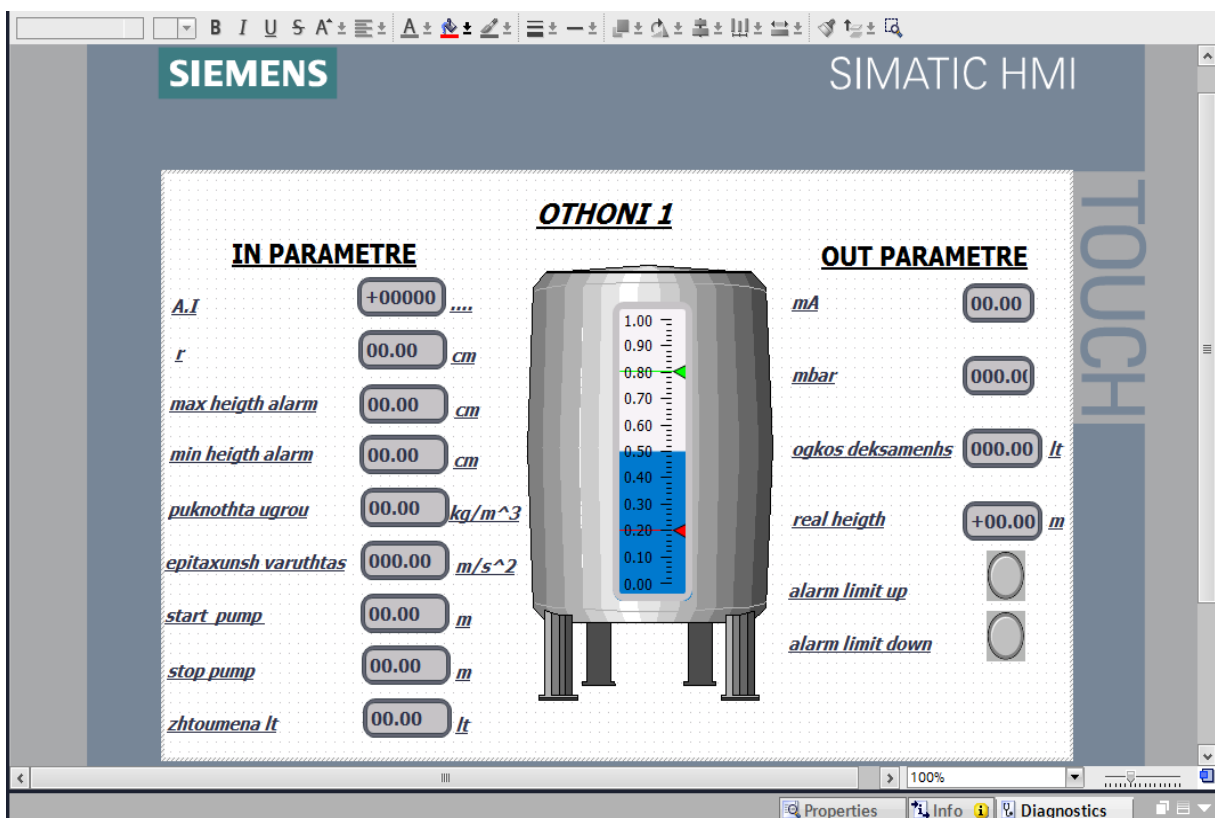 B I U S A
A
SIEMENS
SIMATIC HMI
TOUCH
OTHONI 1
IN PARAMETRE
A.I +00000 ....
r 00.00 cm
max heigth alarm 00.00 cm
min heigth alarm 00.00 cm
puknothta ugrou 00.00 kg/m^3
epitaxunsh varuthtas 000.00 m/s^2
start pump 00.00 m
stop pump 00.00 m
zhtoumena lt 00.00 lt
1.00
0.90
0.80
0.70
0.60
0.50
0.40
0.30
0.20
0.10
0.00
OUT PARAMETRE
mA 00.00
mbar 000.0(
ogkos deksamenhs 000.00 lt
real heigth +00.00 m
alarm limit up
alarm limit down
100%
Properties Info Diagnostics